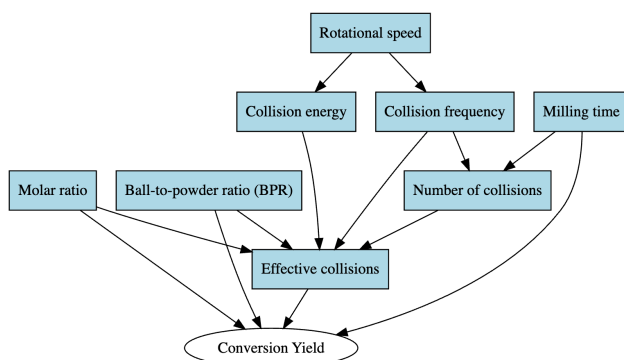 Rotational speed
Collision energy
Collision frequency
Milling time
Molar ratio
Ball-to-powder ratio (BPR)
Number of collisions
Effective collisions
Conversion Yield